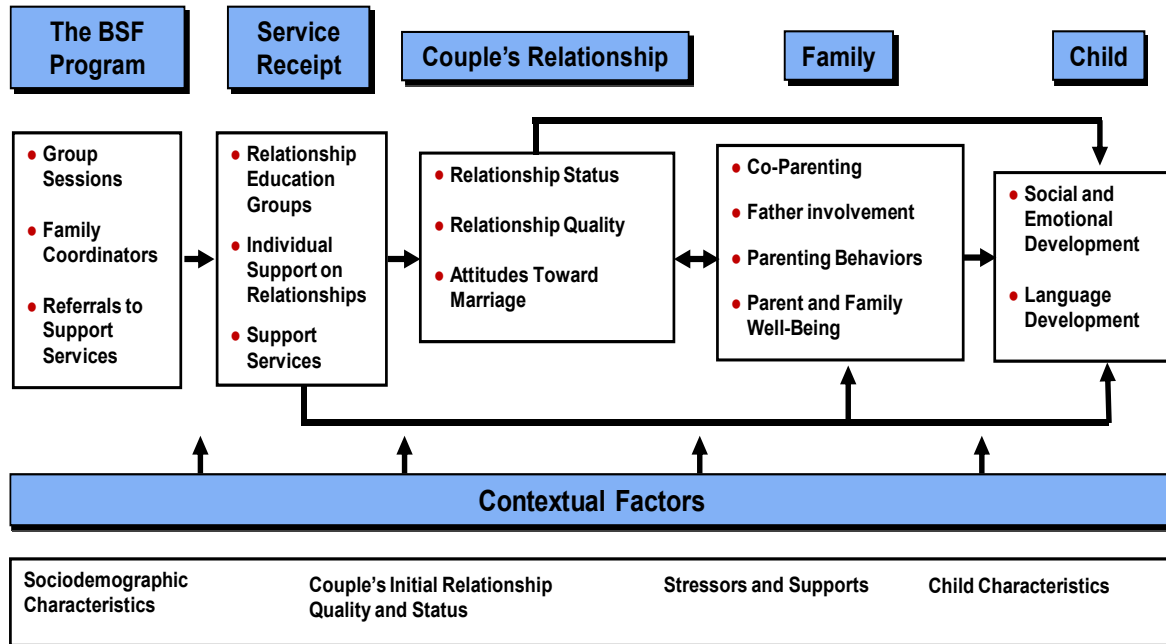 The BSF
Program
Service
Receipt
Couple's Relationship
Family
Child
Group
Sessions
Family
Coordinators
Referrals to
Support
Services
Relationship
Education
Groups
Individual
Support on
Relationships
Support
Services
Relationship Status
Relationship Quality
Attitudes Toward
Marriage
Co-Parenting
Father involvement
Parenting Behaviors
Parent and Family
Well-Being
Social and
Emotional
Development
Language
Development
Contextual Factors
Sociodemographic
Characteristics
Couple's Initial Relationship
Quality and Status
Stressors and Supports
Child Characteristics